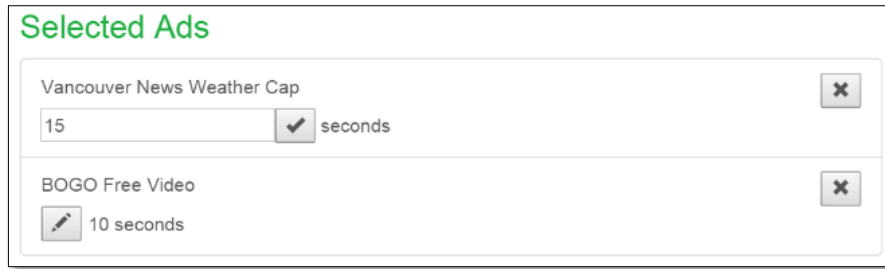 Selected Ads
Vancouver News Weather Cap
15 seconds
BOGO Free Video
10 seconds